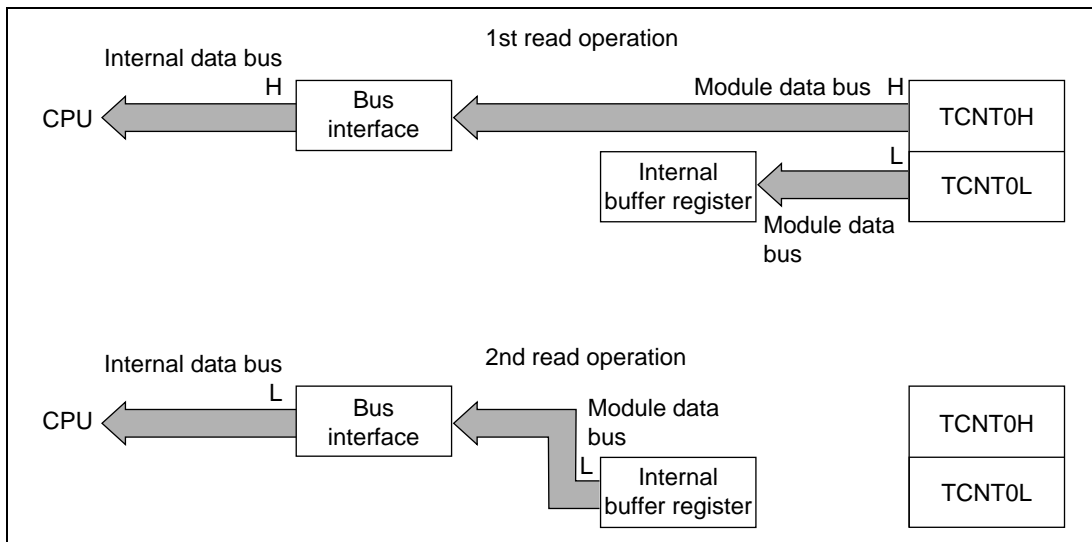 1st read operation
Internal data bus
H
Module data bus H
CPU
Bus
interface
TCNT0H
L
Internal
buffer register
TCNT0L
Module data
bus
2nd read operation
Internal data bus
L
CPU
Bus
interface
Module data
bus
TCNT0H
L
Internal
buffer register
TCNT0L